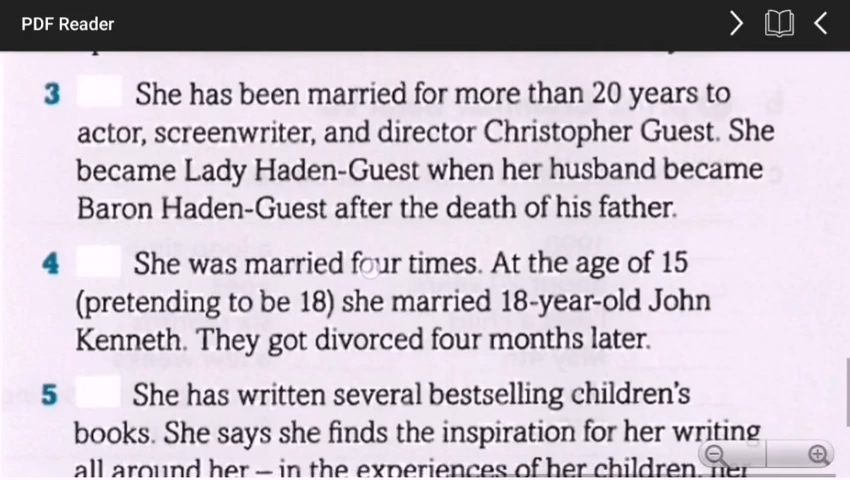 PDF Reader
3 She has been married for more than 20 years to
actor, screenwriter, and director Christopher Guest. She
became Lady Haden-Guest when her husband became
Baron Haden-Guest after the death of his father.
4 She was married four times. At the age of 15
(pretending to be 18) she married 18-year-old John
Kenneth. They got divorced four months later.
5 She has written several bestselling children's
books. She says she finds the inspiration for her writing
all around her – in the experiences of her children, her